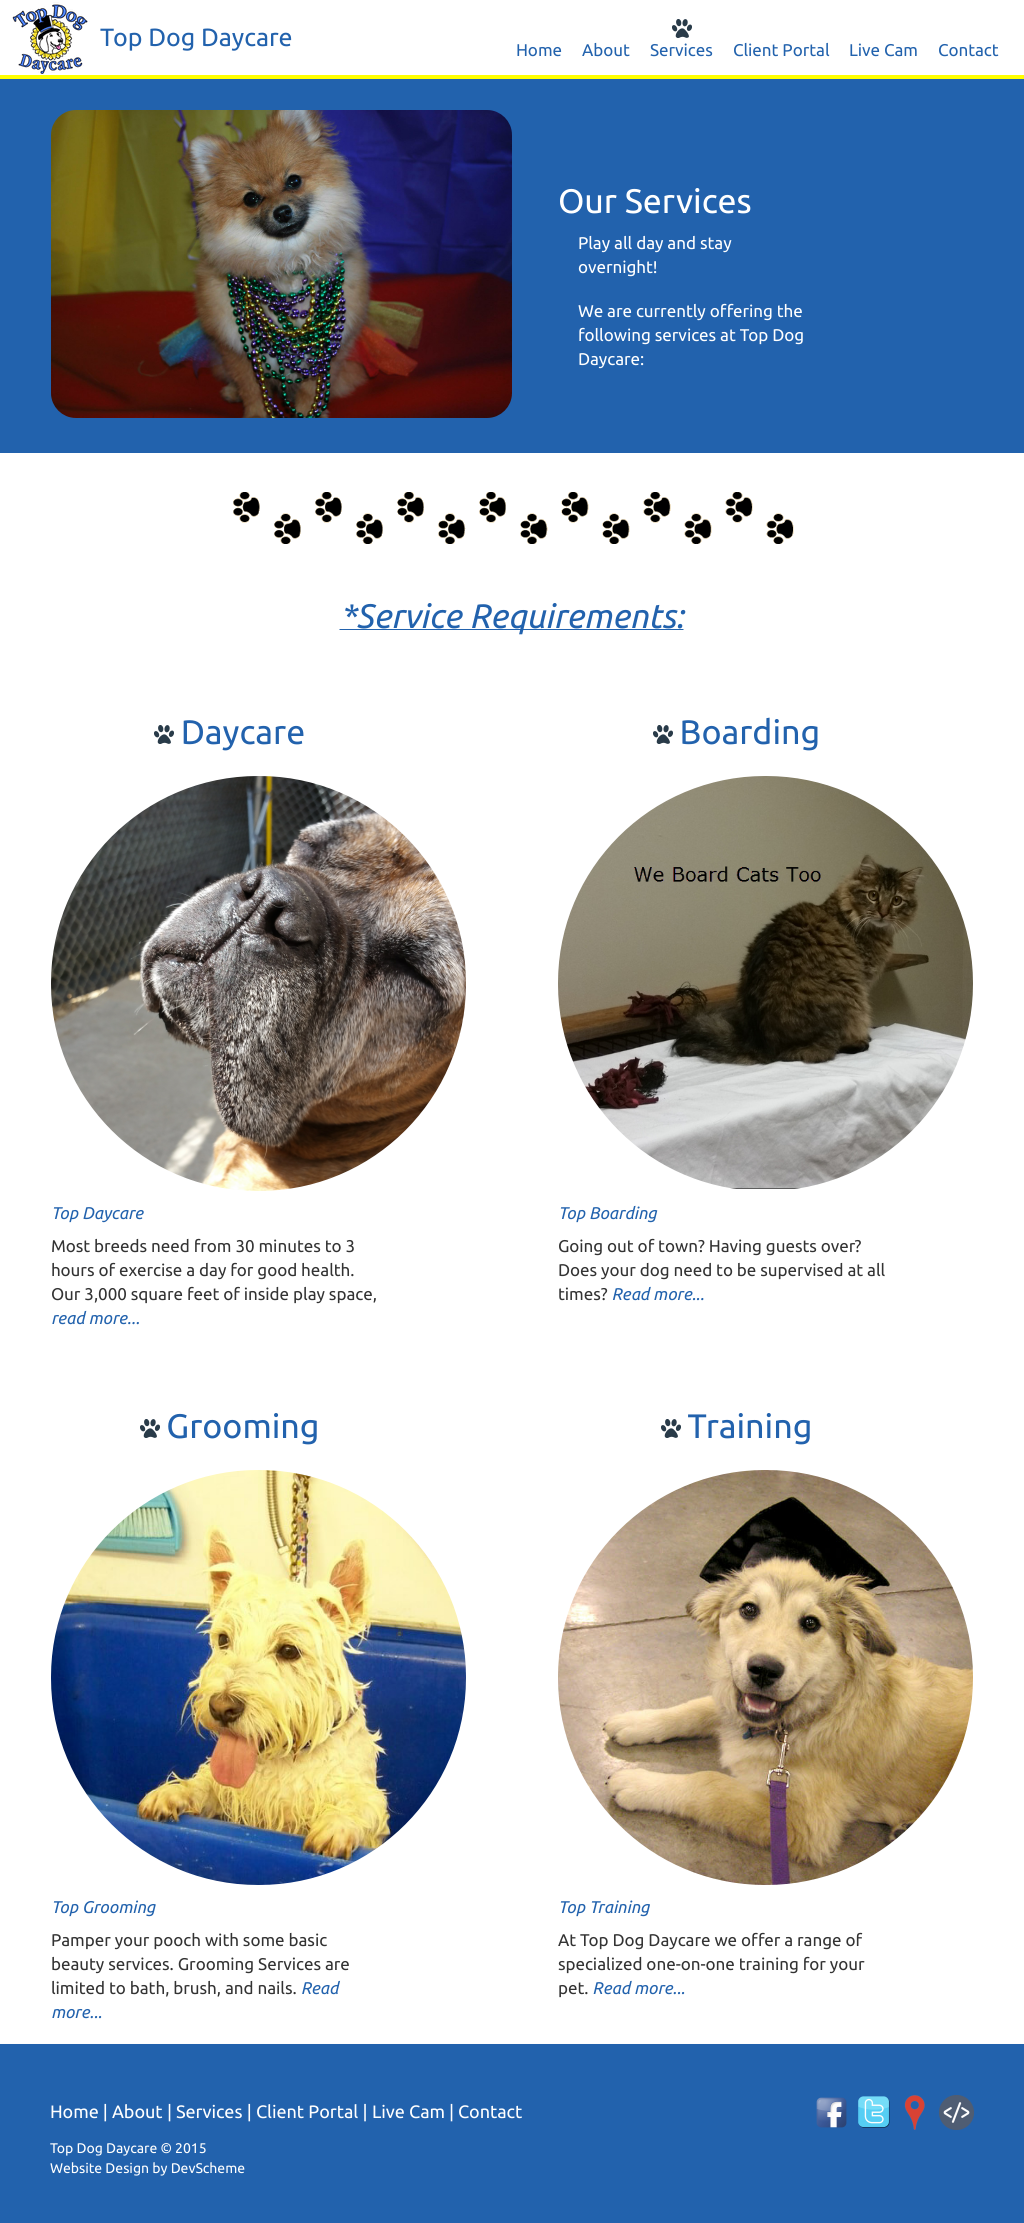 Top Dog
Daycare
Top Dog Daycare
Home
About
Services
Client Portal
Live Cam
Contact
Our Services
Play all day and stay
overnight!
We are currently offering the
following services at Top Dog
Daycare:
*Service Requirements:
Daycare
Boarding
We Board Cats Too
Top Daycare
Most breeds need from 30 minutes to 3
hours of exercise a day for good health.
Our 3,000 square feet of inside play space,
read more...
Top Boarding
Going out of town? Having guests over?
Does your dog need to be supervised at all
times? Read more...
Grooming
Training
Top Grooming
Pamper your pooch with some basic
beauty services. Grooming Services are
limited to bath, brush, and nails. Read
more...
Top Training
At Top Dog Daycare we offer a range of
specialized one-on-one training for your
pet. Read more...
Home | About | Services | Client Portal | Live Cam | Contact
Top Dog Daycare © 2015
Website Design by DevScheme